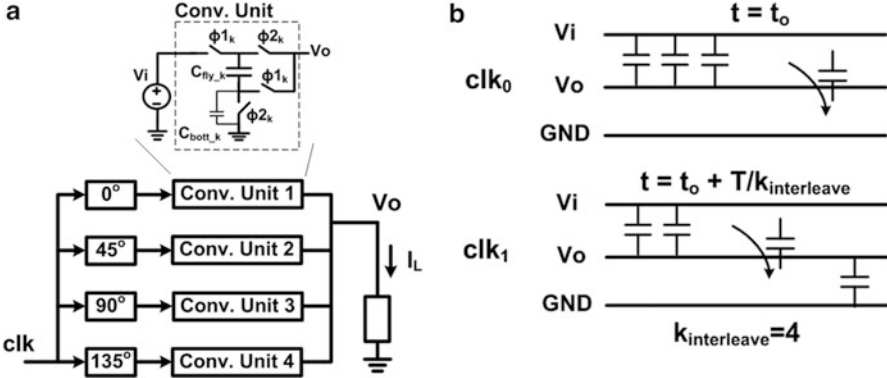 a
Conv. Unit
ϕ1k
ϕ2k
Vo
Vi
Cfly_k
ϕ1k
Cbott_k
ϕ2k
0°
Conv. Unit 1
Vo
45°
Conv. Unit 2
IL
90°
Conv. Unit 3
clk
135°
Conv. Unit 4
b
t = to
Vi
clk0
Vo
GND
t = to + T/kinterleave
Vi
clk1
Vo
GND
kinterleave=4